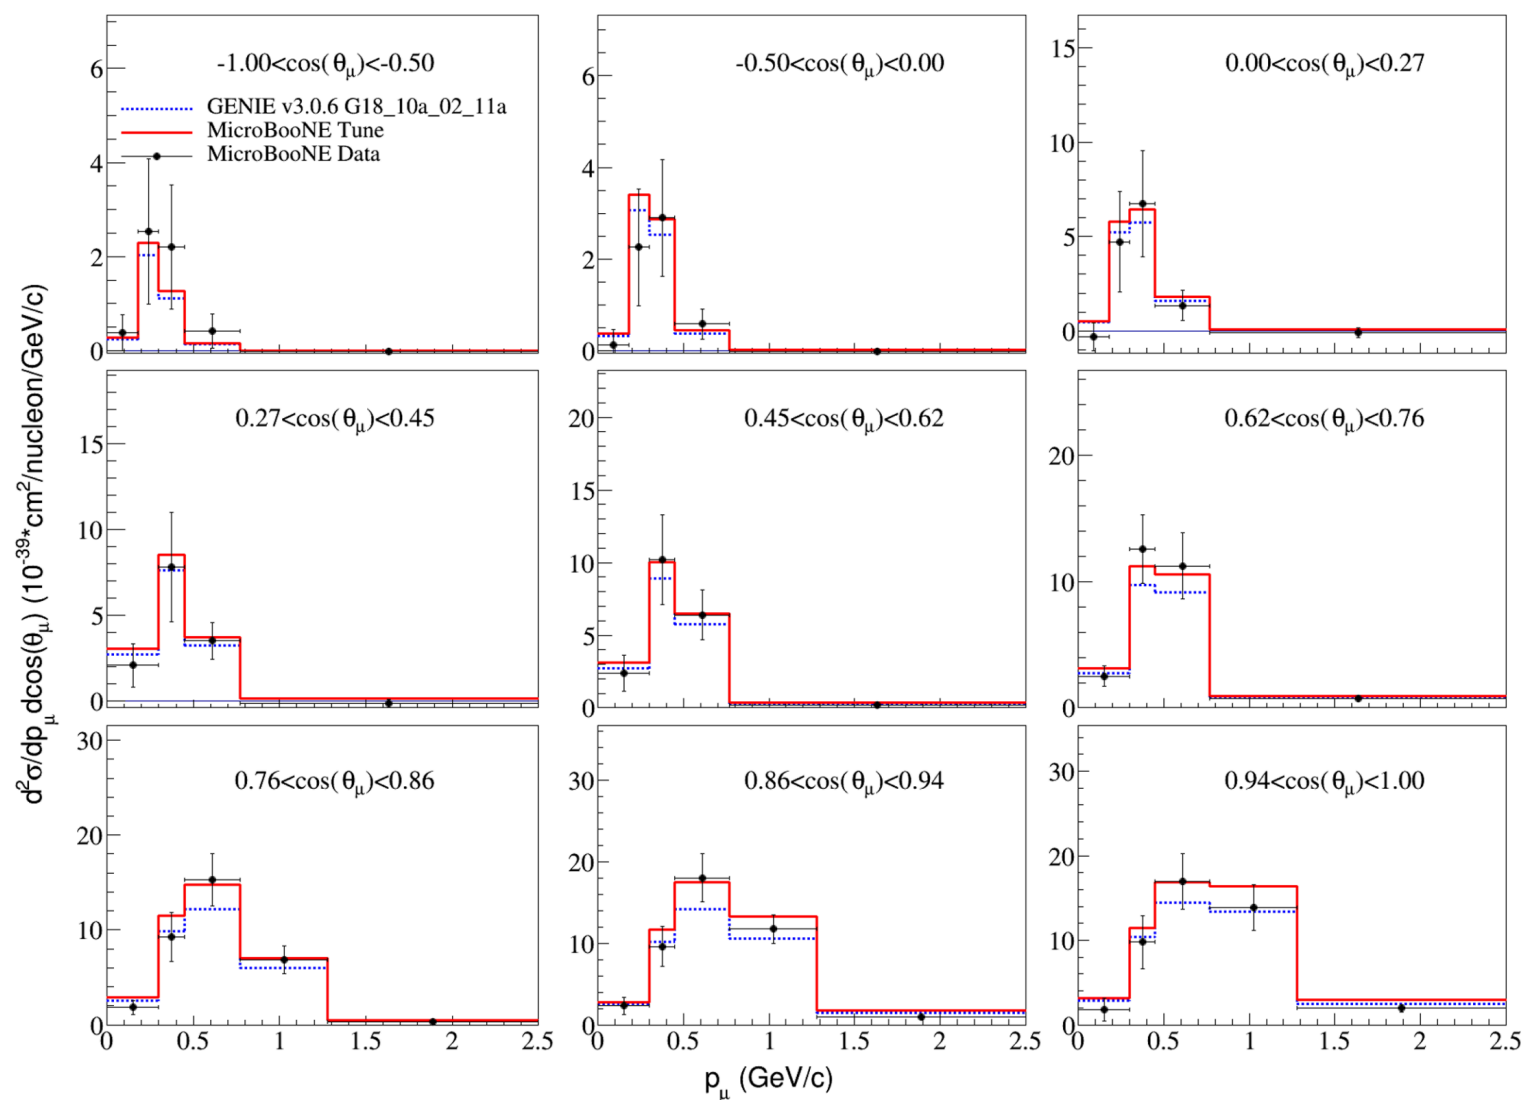 -1.00<cos(θμ)<-0.50
GENIE v3.0.6 G18_10a_02_11a
MicroBooNE Tune
MicroBooNE Data
6
4
2
0
-0.50<cos(θμ)<0.00
6
4
2
0
0.00<cos(θμ)<0.27
15
10
5
0
0.27<cos(θμ)<0.45
15
10
5
0
0.45<cos(θμ)<0.62
20
15
10
5
0
0.62<cos(θμ)<0.76
20
10
0
0.76<cos(θμ)<0.86
30
20
10
0
0 0.5 1 1.5 2 2.5
0.86<cos(θμ)<0.94
30
20
10
0
0 0.5 1 1.5 2 2.5
0.94<cos(θμ)<1.00
30
20
10
0
0 0.5 1 1.5 2 2.5
d²σ/dpμdcos(θμ) (10⁻³⁹*cm²/nucleon/GeV/c)
pμ (GeV/c)